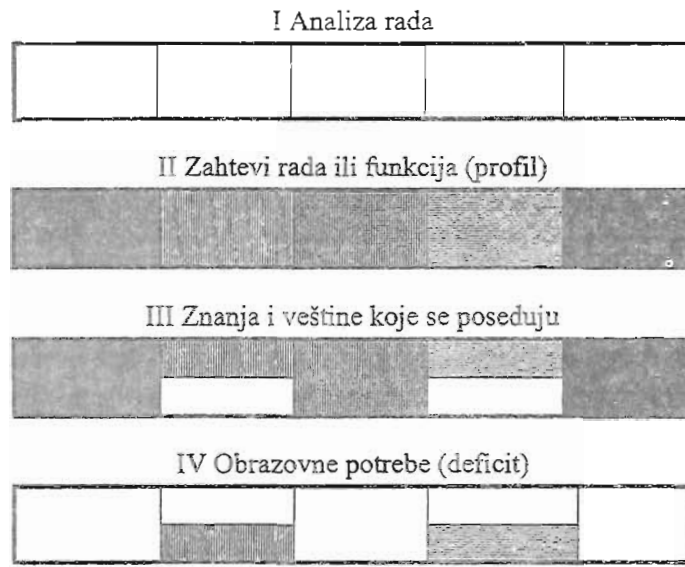 I Analiza rada
II Zahtevi rada ili funkcija (profil)
III Znanja i veštine koje se poseduju
IV Obrazovne potrebe (deficit)